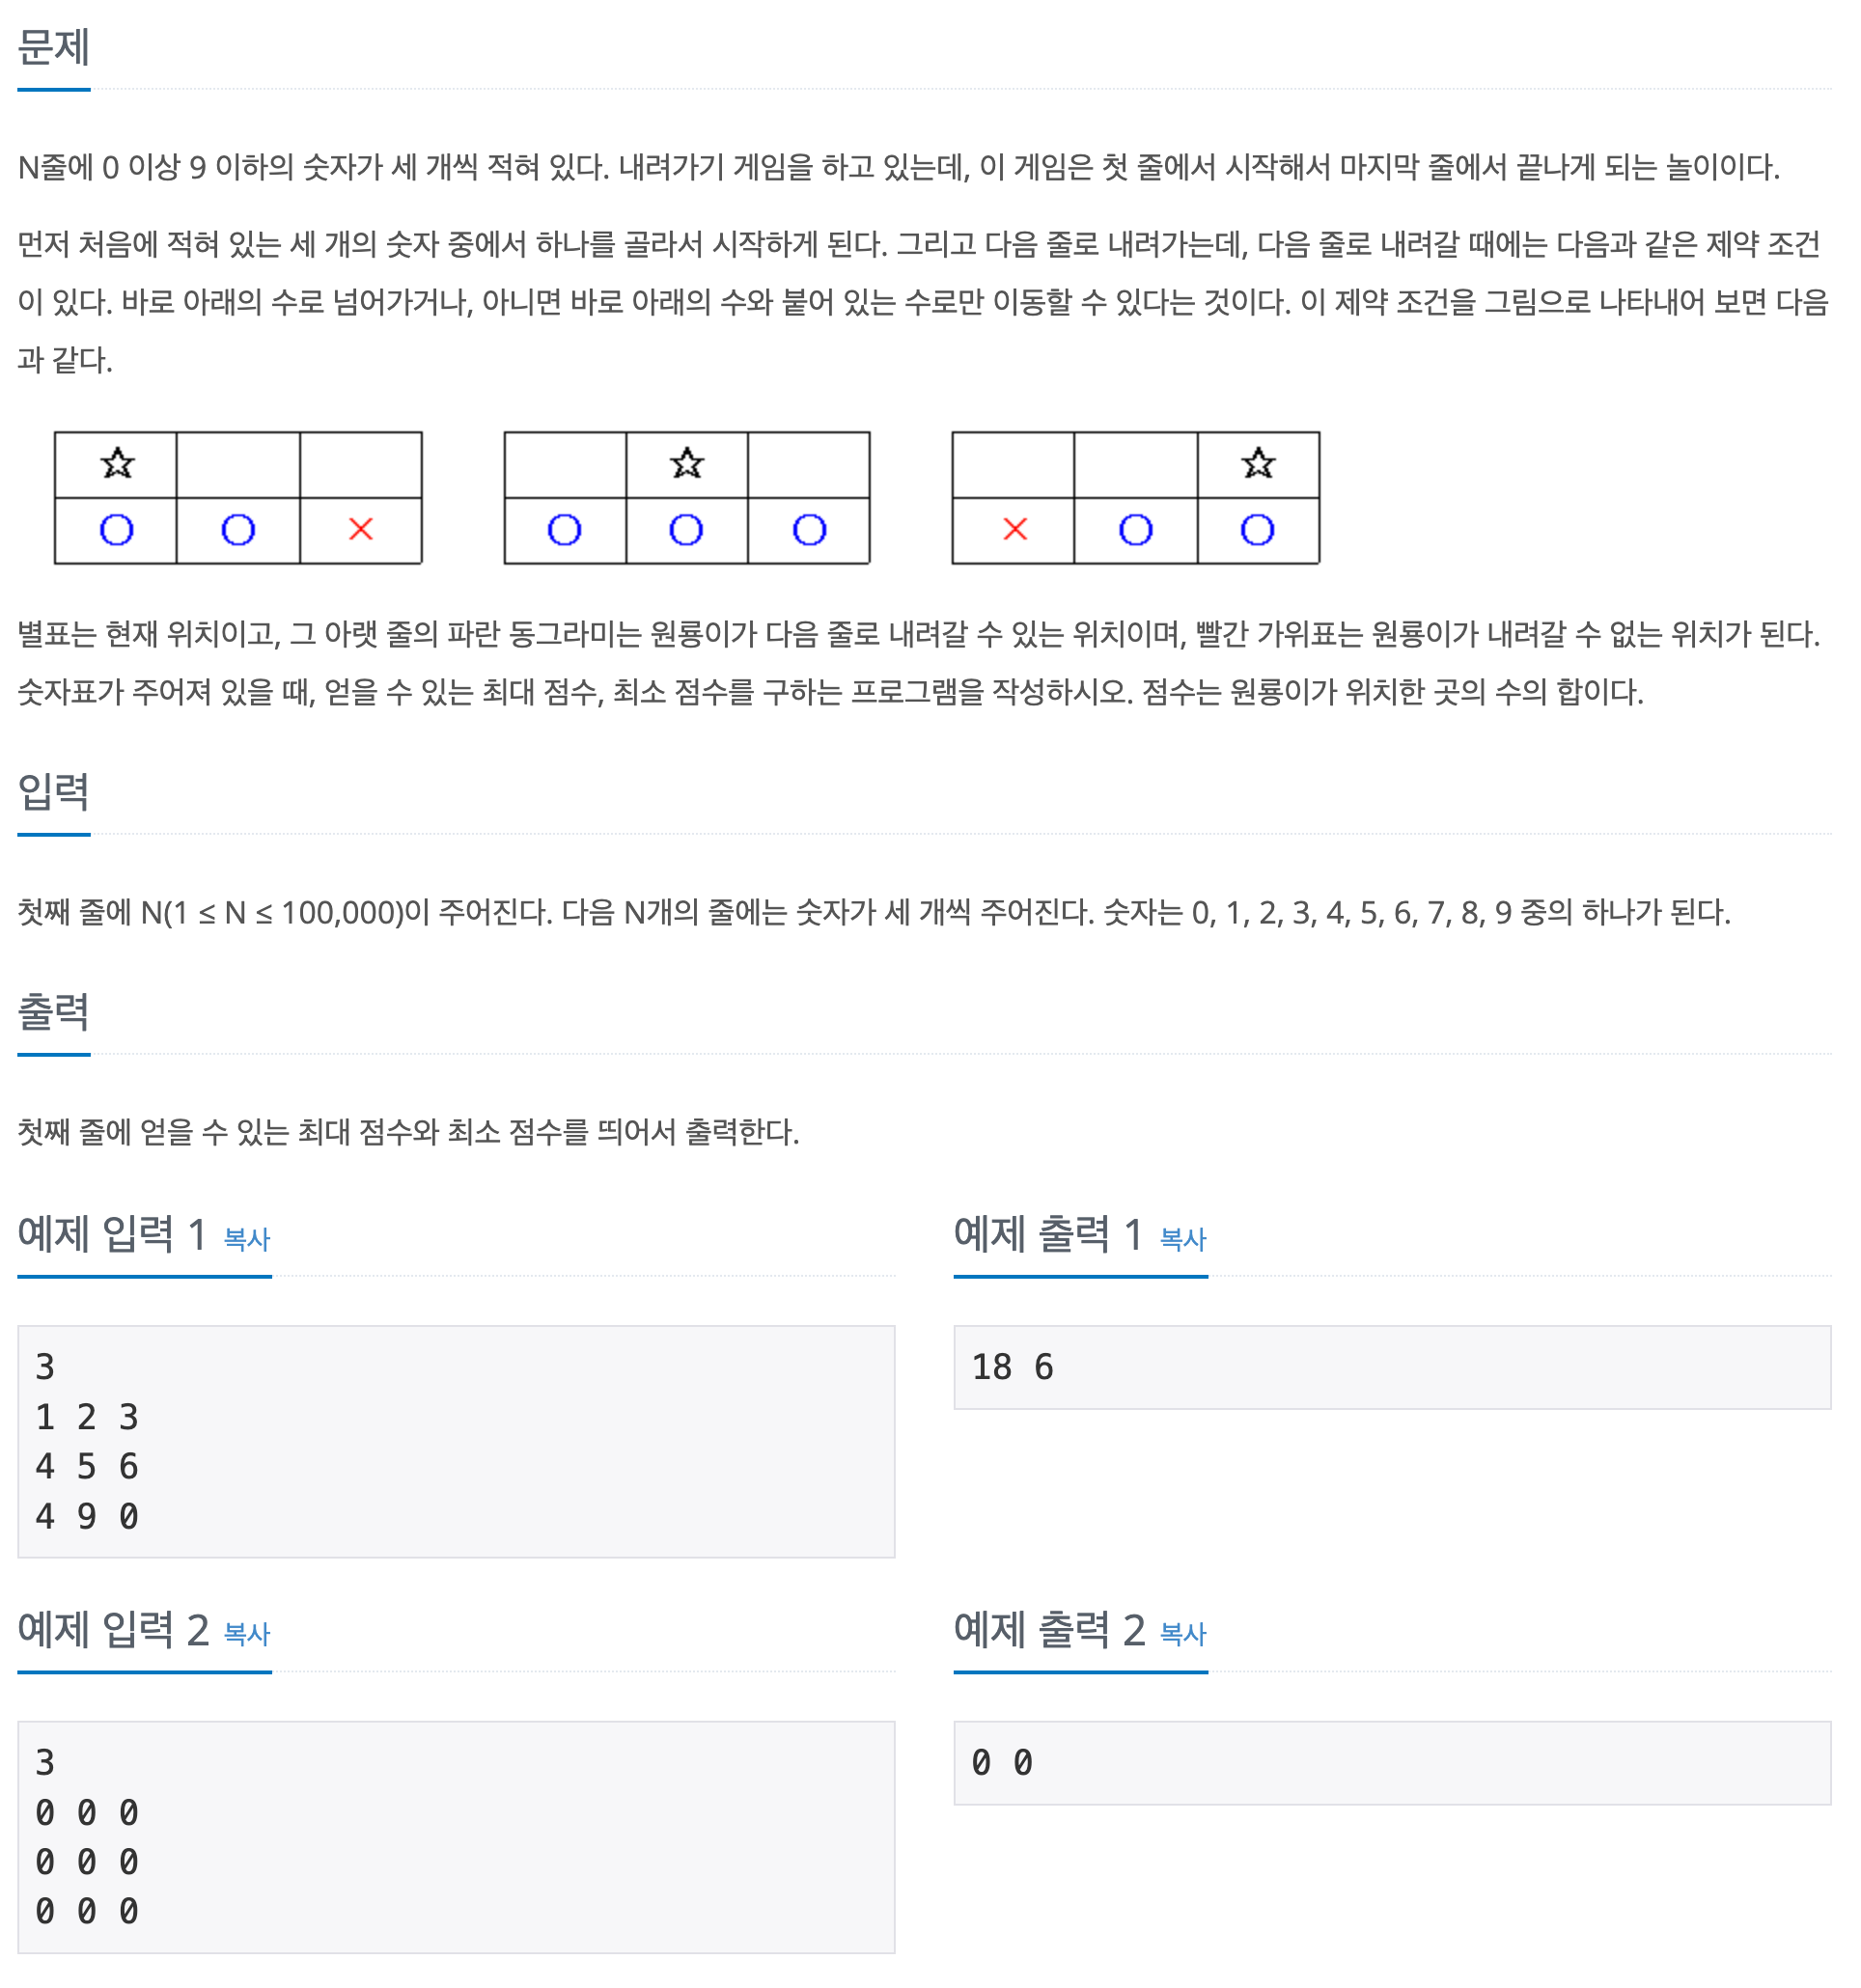 문제
N줄에 0 이상 9 이하의 숫자가 세 개씩 적혀 있다. 내려가기 게임을 하고 있는데, 이 게임은 첫 줄에서 시작해서 마지막 줄에서 끝나게 되는 놀이이다.
먼저 처음에 적혀 있는 세 개의 숫자 중에서 하나를 골라서 시작하게 된다. 그리고 다음 줄로 내려가는데, 다음 줄로 내려갈 때에는 다음과 같은 제약 조건
이 있다. 바로 아래의 수로 넘어가거나, 아니면 바로 아래의 수와 붙어 있는 수로만 이동할 수 있다는 것이다. 이 제약 조건을 그림으로 나타내어 보면 다음
과 같다.
별표는 현재 위치이고, 그 아랫 줄의 파란 동그라미는 원룡이가 다음 줄로 내려갈 수 있는 위치이며, 빨간 가위표는 원룡이가 내려갈 수 없는 위치가 된다.
숫자표가 주어져 있을 때, 얻을 수 있는 최대 점수, 최소 점수를 구하는 프로그램을 작성하시오. 점수는 원룡이가 위치한 곳의 수의 합이다.
입력
첫째 줄에 N(1 ≤ N ≤ 100,000)이 주어진다. 다음 N개의 줄에는 숫자가 세 개씩 주어진다. 숫자는 0, 1, 2, 3, 4, 5, 6, 7, 8, 9 중의 하나가 된다.
출력
첫째 줄에 얻을 수 있는 최대 점수와 최소 점수를 띄어서 출력한다.
예제 입력 1 복사
3
1 2 3
4 5 6
4 9 0
예제 출력 1 복사
18 6
예제 입력 2 복사
3
0 0 0
0 0 0
0 0 0
예제 출력 2 복사
0 0